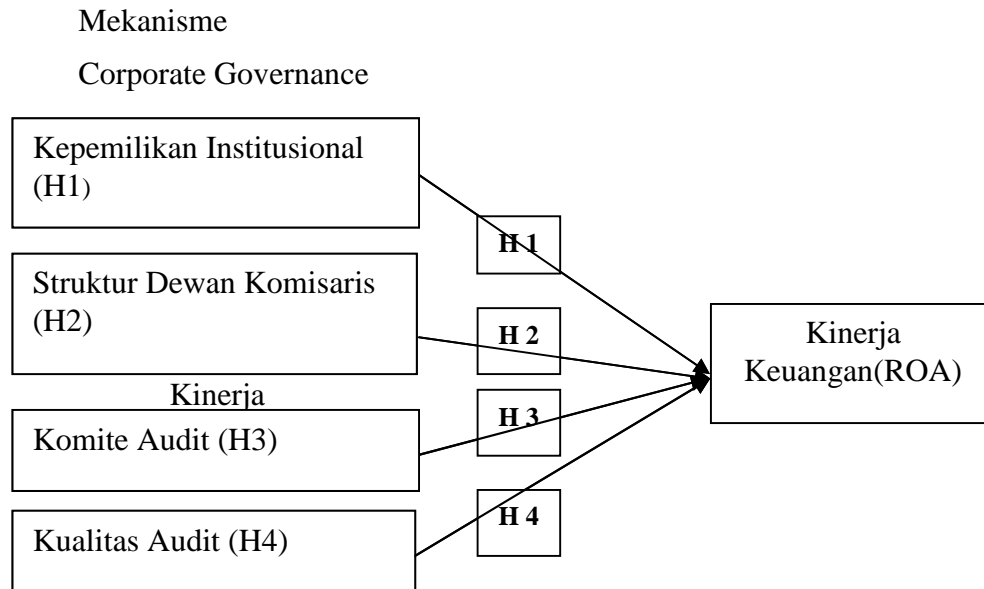 Mekanisme
Corporate Governance
Kepemilikan Institusional
(H1)
H 1
Struktur Dewan Komisaris
(H2)
H 2
Kinerja
Keuangan(ROA)
Kinerja
Komite Audit (H3)
H 3
Kualitas Audit (H4)
H 4